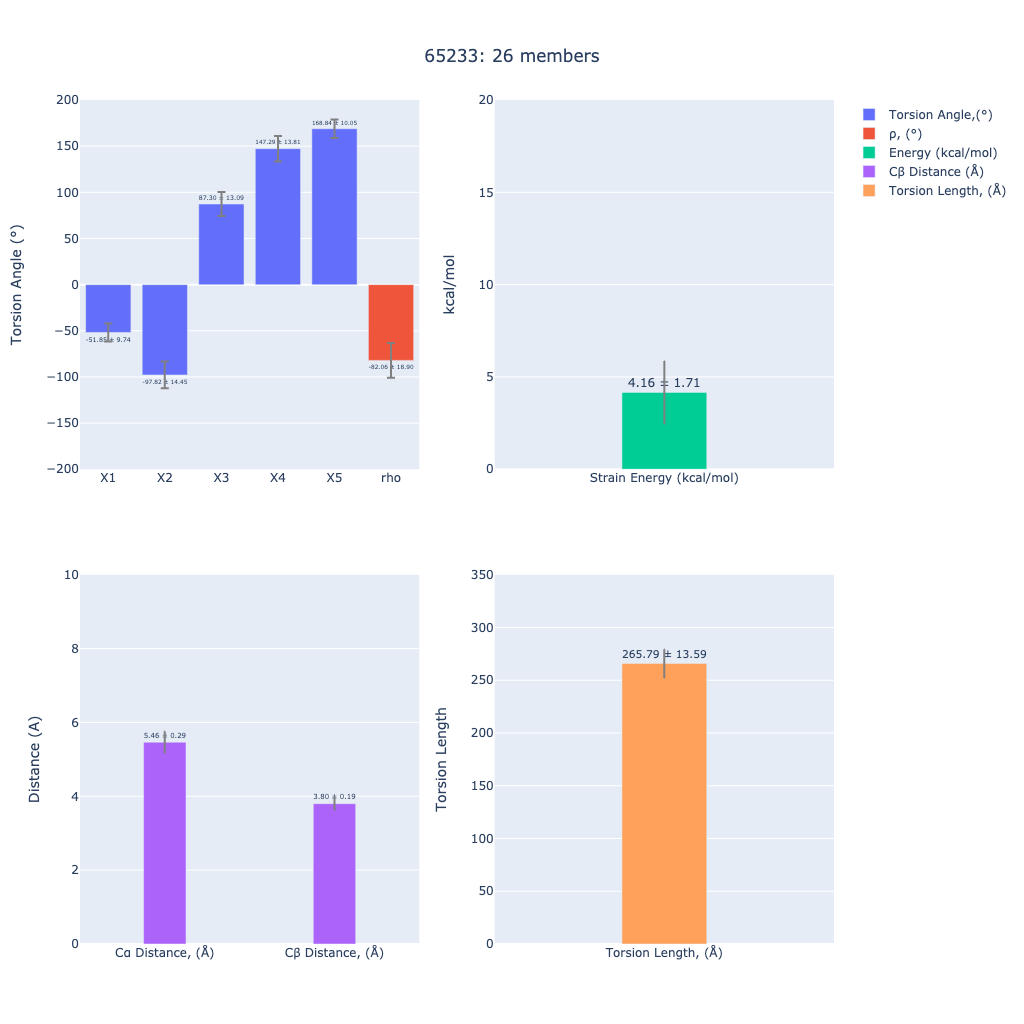 65233: 26 members
Torsion Angle (°)
200
150
100
50
0
−50
−100
−150
−200
-51.85 ± 9.74
-97.82 ± 14.45
87.30 ± 13.09
147.29 ± 13.81
168.84 ± 10.05
-82.06 ± 18.90
X1 X2 X3 X4 X5 rho
kcal/mol
20
15
10
5
0
4.16 ± 1.71
Strain Energy (kcal/mol)
Torsion Angle,(°)
ρ, (°)
Energy (kcal/mol)
Cβ Distance (Å)
Torsion Length, (Å)
Distance (A)
10
8
6
4
2
0
5.46 ± 0.29
3.80 ± 0.19
Cα Distance, (Å) Cβ Distance, (Å)
Torsion Length
350
300
250
200
150
100
50
0
265.79 ± 13.59
Torsion Length, (Å)